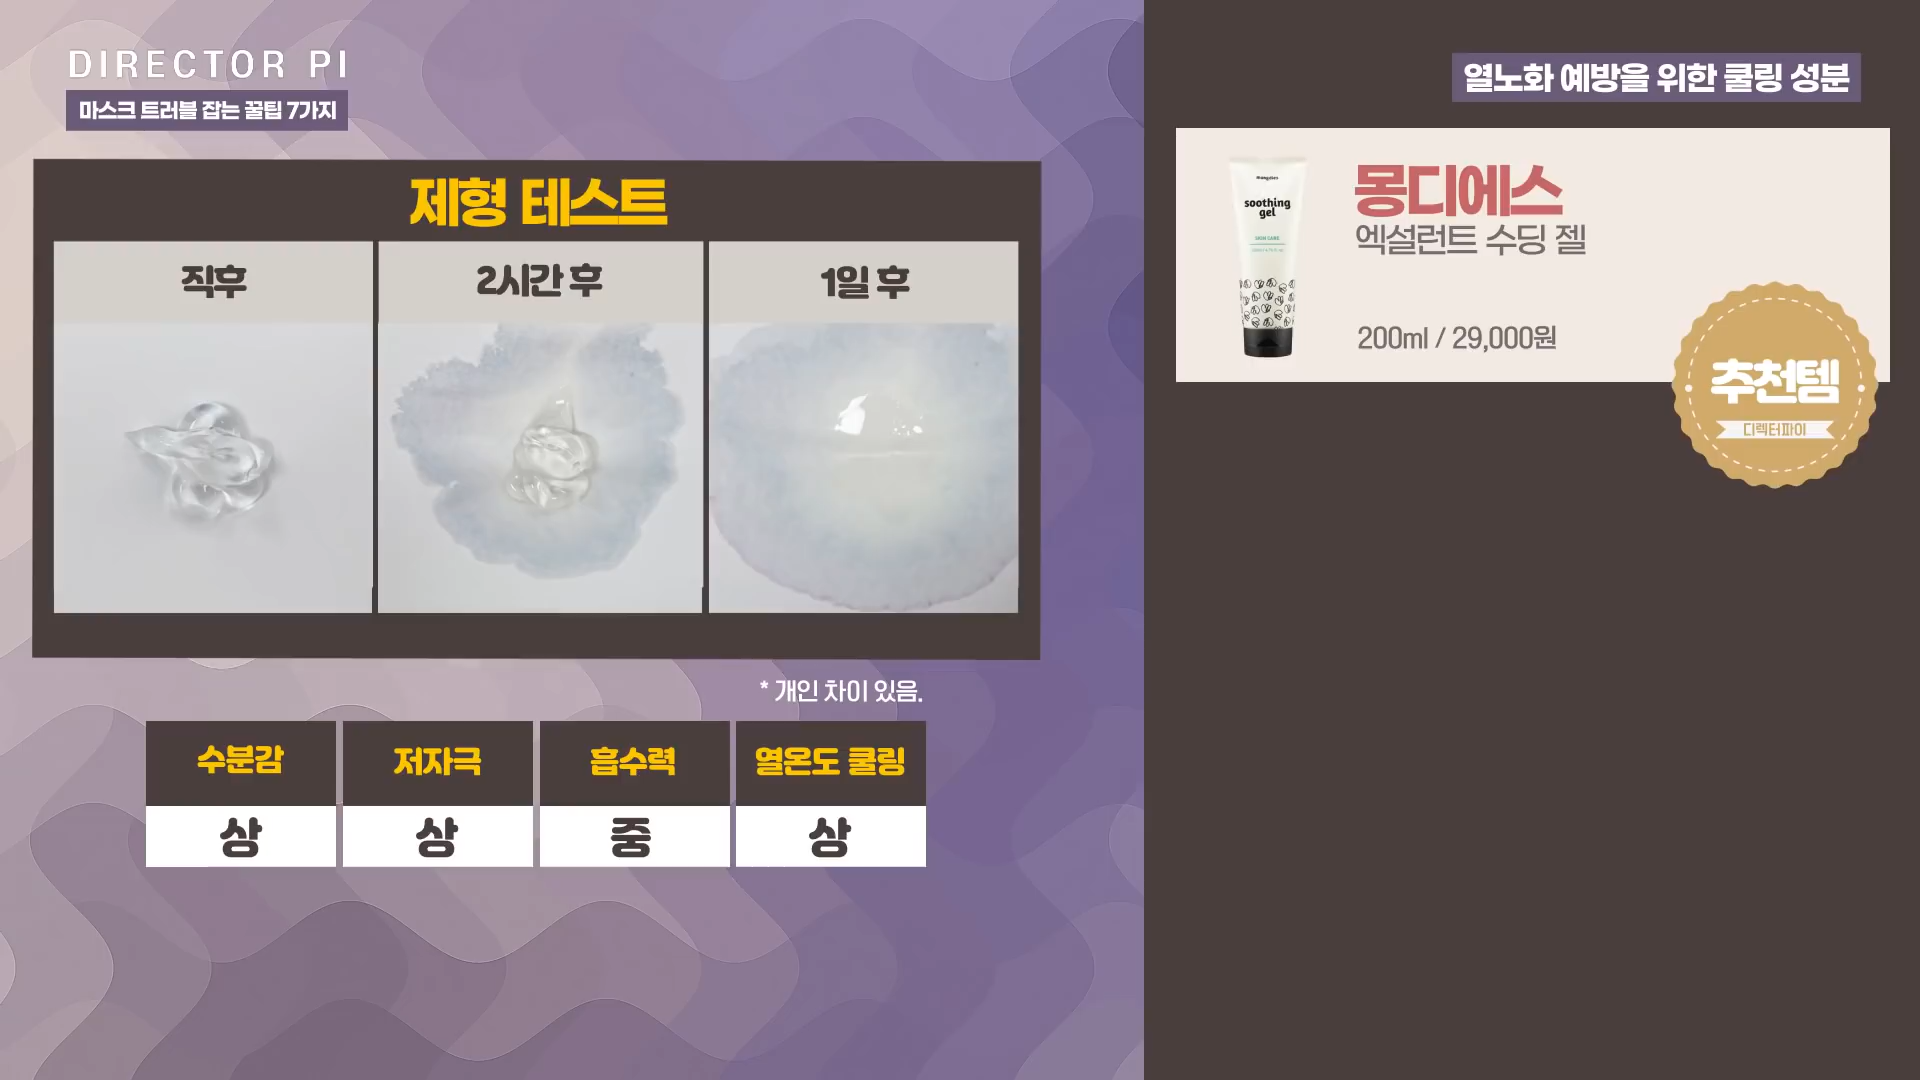 DIRECTOR PI
마스크 트러블 잡는 꿀팁 7가지
제형 테스트
직후
2시간 후
1일 후
* 개인 차이 있음.
수분감
저자극
흡수력
열온도 쿨링
상
상
중
상
열노화 예방을 위한 쿨링 성분
soothing
gel
SKIN CARE
몽디에스
엑설런트 수딩 젤
200ml / 29,000원
추천템
디렉터파이